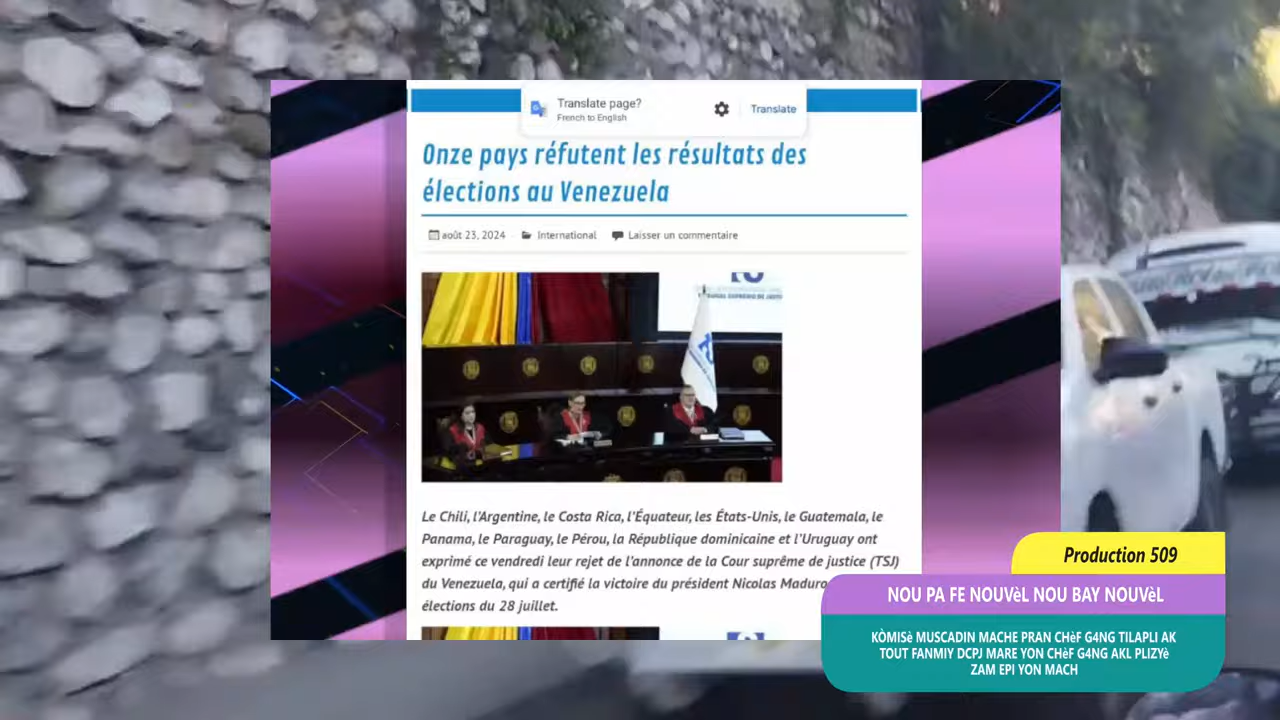 Translate page?
French to English
Translate
Onze pays réfutent les résultats des
élections au Venezuela
août 23, 2024
International
Laisser un commentaire
TRIBUNAL SUPREMO DE JUSTI
Le Chili, l'Argentine, le Costa Rica, l'Équateur, les États-Unis, le Guatemala, le
Panama, le Paraguay, le Pérou, la République dominicaine et l'Uruguay ont
exprimé ce vendredi leur rejet de l'annonce de la Cour suprême de justice (TSJ)
du Venezuela, qui a certifié la victoire du président Nicolas Maduro
élections du 28 juillet.
Production 509
NOU PA FE NOUVèL NOU BAY NOUVèL
KÒMISè MUSCADIN MACHE PRAN CHèF G4NG TILAPLI AK
TOUT FANMIY DCPJ MARE YON CHèF G4NG AKL PLIZYè
ZAM EPI YON MACH